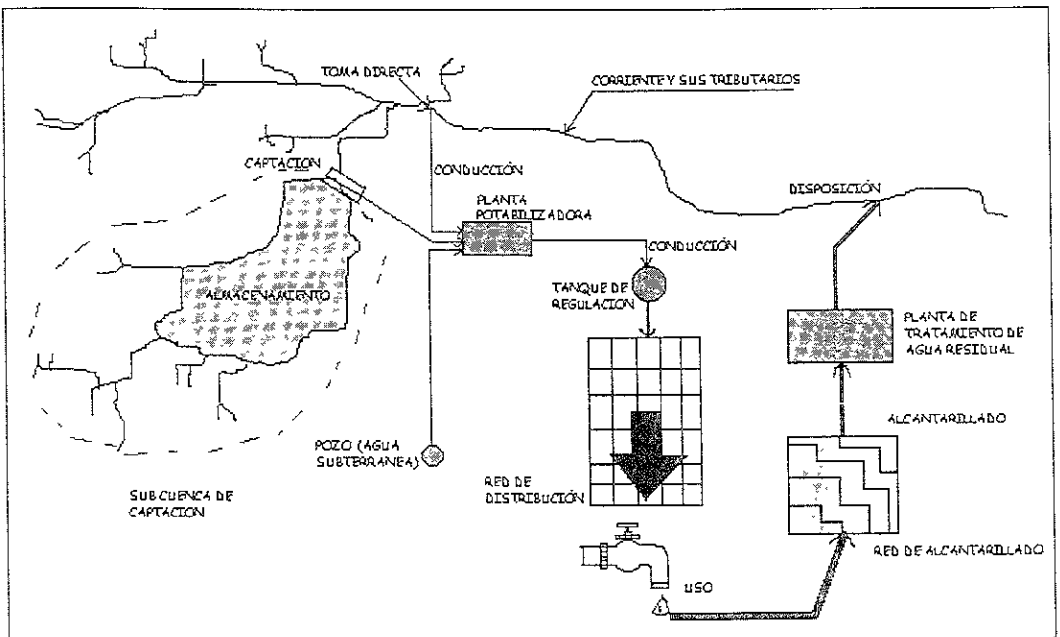 TOMA DIRECTA
CORRIENTE Y SUS TRIBUTARIOS
CAPTACION
CONDUCCIÓN
DISPOSICIÓN
PLANTA
POTABILIZADORA
CONDUCCIÓN
TANQUE DE
REGULACION
ALMACENAMIENTO
PLANTA DE
TRATAMIENTO DE
AGUA RESIDUAL
ALCANTARILLADO
POZO (AGUA
SUBTERRANEA)
RED DE
DISTRIBUCIÓN
SUBCUENCA DE
CAPTACION
RED DE ALCANTARILLADO
USO